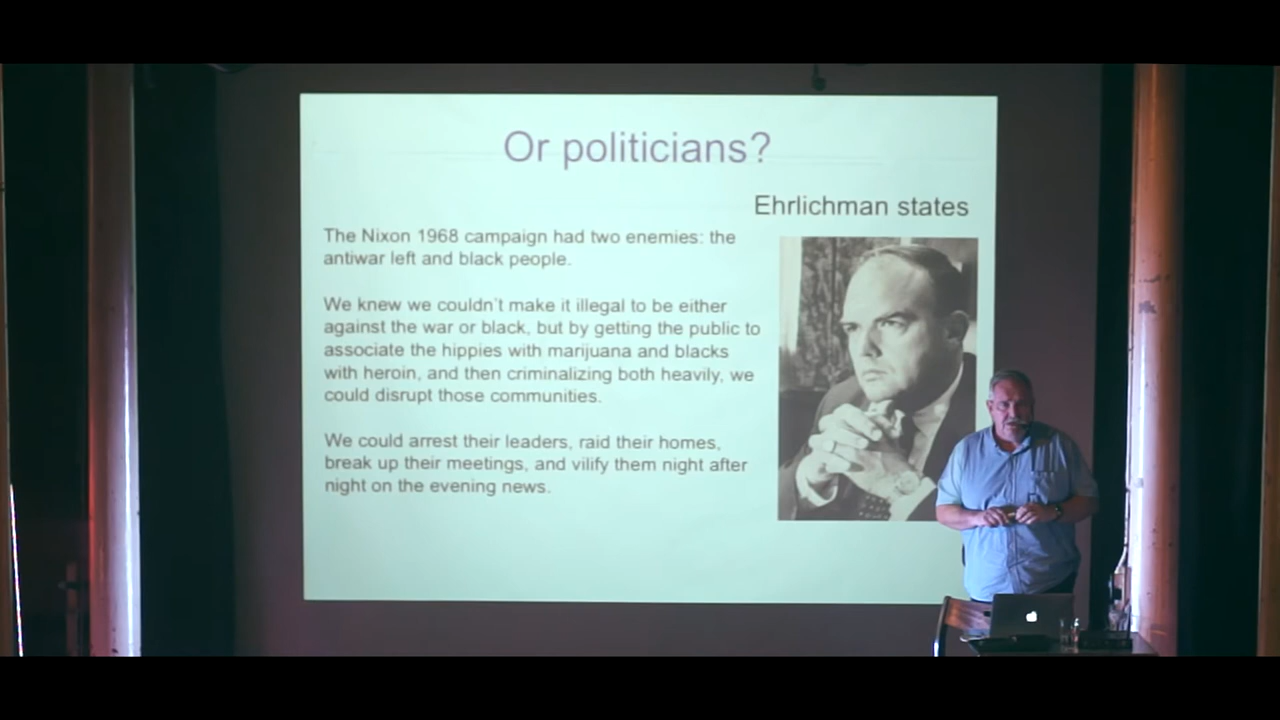 Or politicians?
Ehrlichman states
The Nixon 1968 campaign had two enemies: the
antiwar left and black people.
We knew we couldn't make it illegal to be either
against the war or black, but by getting the public to
associate the hippies with marijuana and blacks
with heroin, and then criminalizing both heavily, we
could disrupt those communities.
We could arrest their leaders, raid their homes,
break up their meetings, and vilify them night after
night on the evening news.